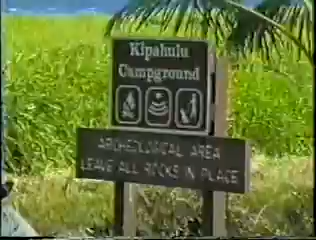 Kipahulu
Campground
ARCHEOLOGICAL AREA
LEAVE ALL ROCKS IN PLACE